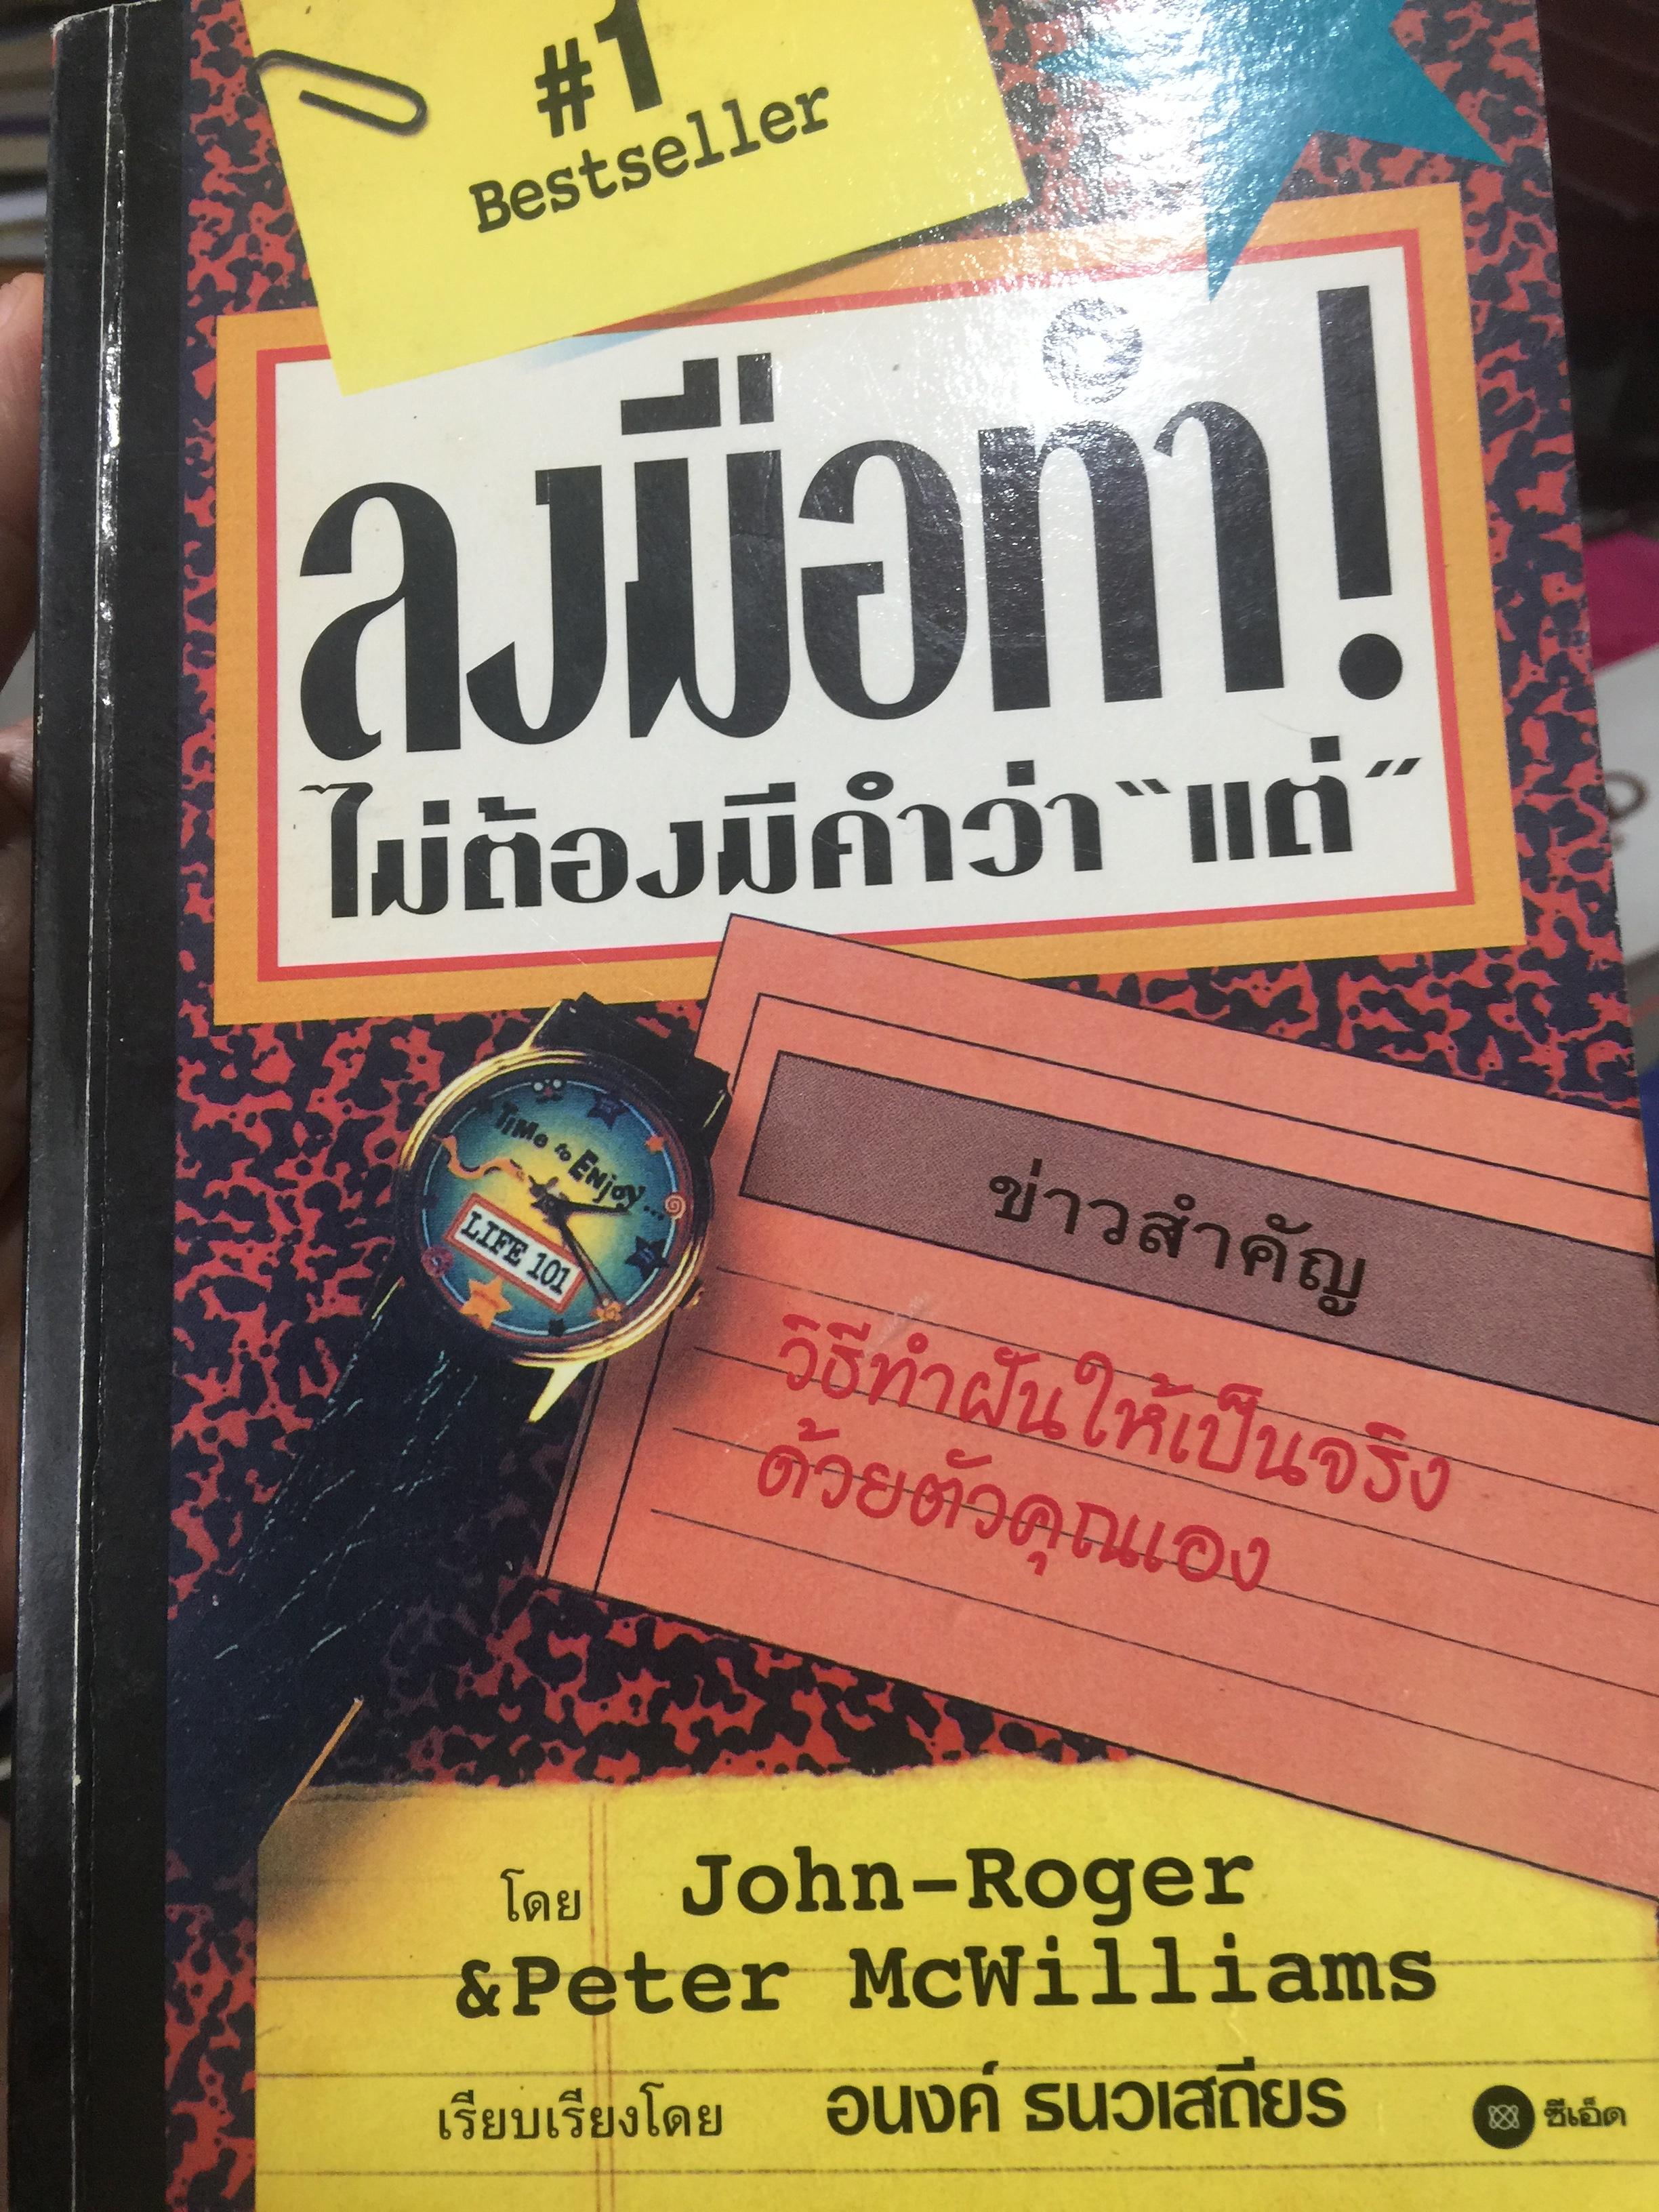 #1
Bestseller
ลงมือทำ!
ไม่ต้องมีคำว่า "แต่"
TiMe to ENjoy...
LIFE 101
ข่าวสำคัญ
วิธีทำฝันให้เป็นจริง
ด้วยตัวคุณเอง
โดย John-Roger
&Peter McWilliams
เรียบเรียงโดย อนงค์ ธนวเสถียร
ซีเอ็ด